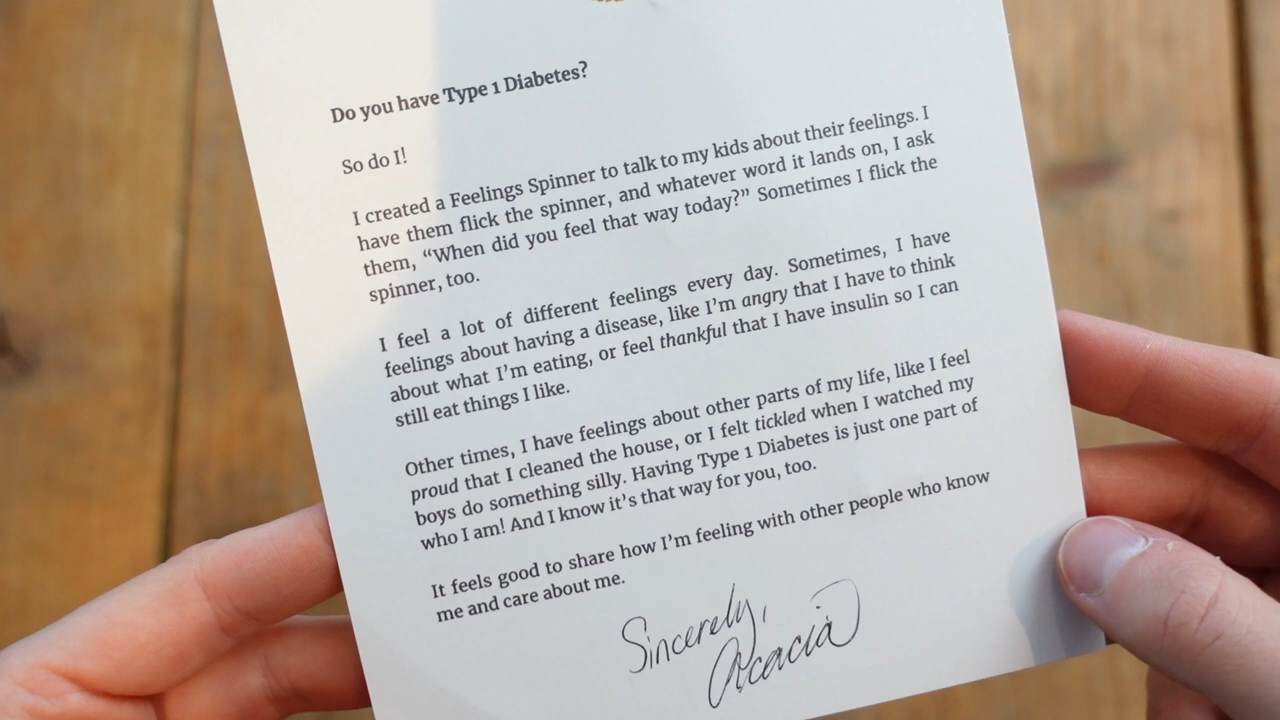 Do you have Type 1 Diabetes?
So do I!
I created a Feelings Spinner to talk to my kids about their feelings. I
have them flick the spinner, and whatever word it lands on, I ask
them, “When did you feel that way today?” Sometimes I flick the
spinner, too.
I feel a lot of different feelings every day. Sometimes, I have
feelings about having a disease, like I’m angry that I have to think
about what I’m eating, or feel thankful that I have insulin so I can
still eat things I like.
Other times, I have feelings about other parts of my life, like I feel
proud that I cleaned the house, or I felt tickled when I watched my
boys do something silly. Having Type 1 Diabetes is just one part of
who I am! And I know it’s that way for you, too.
It feels good to share how I’m feeling with other people who know
me and care about me.
Sincerely,
Acacia